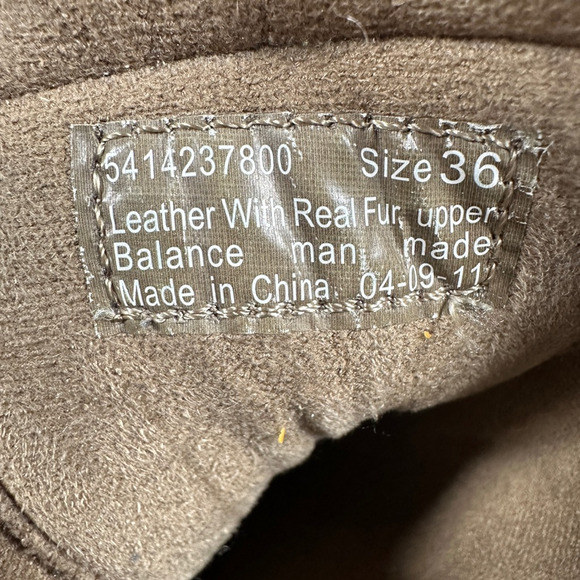 5414237800 Size 36
Leather With Real Fur upper
Balance man made
Made in China 04-09-11